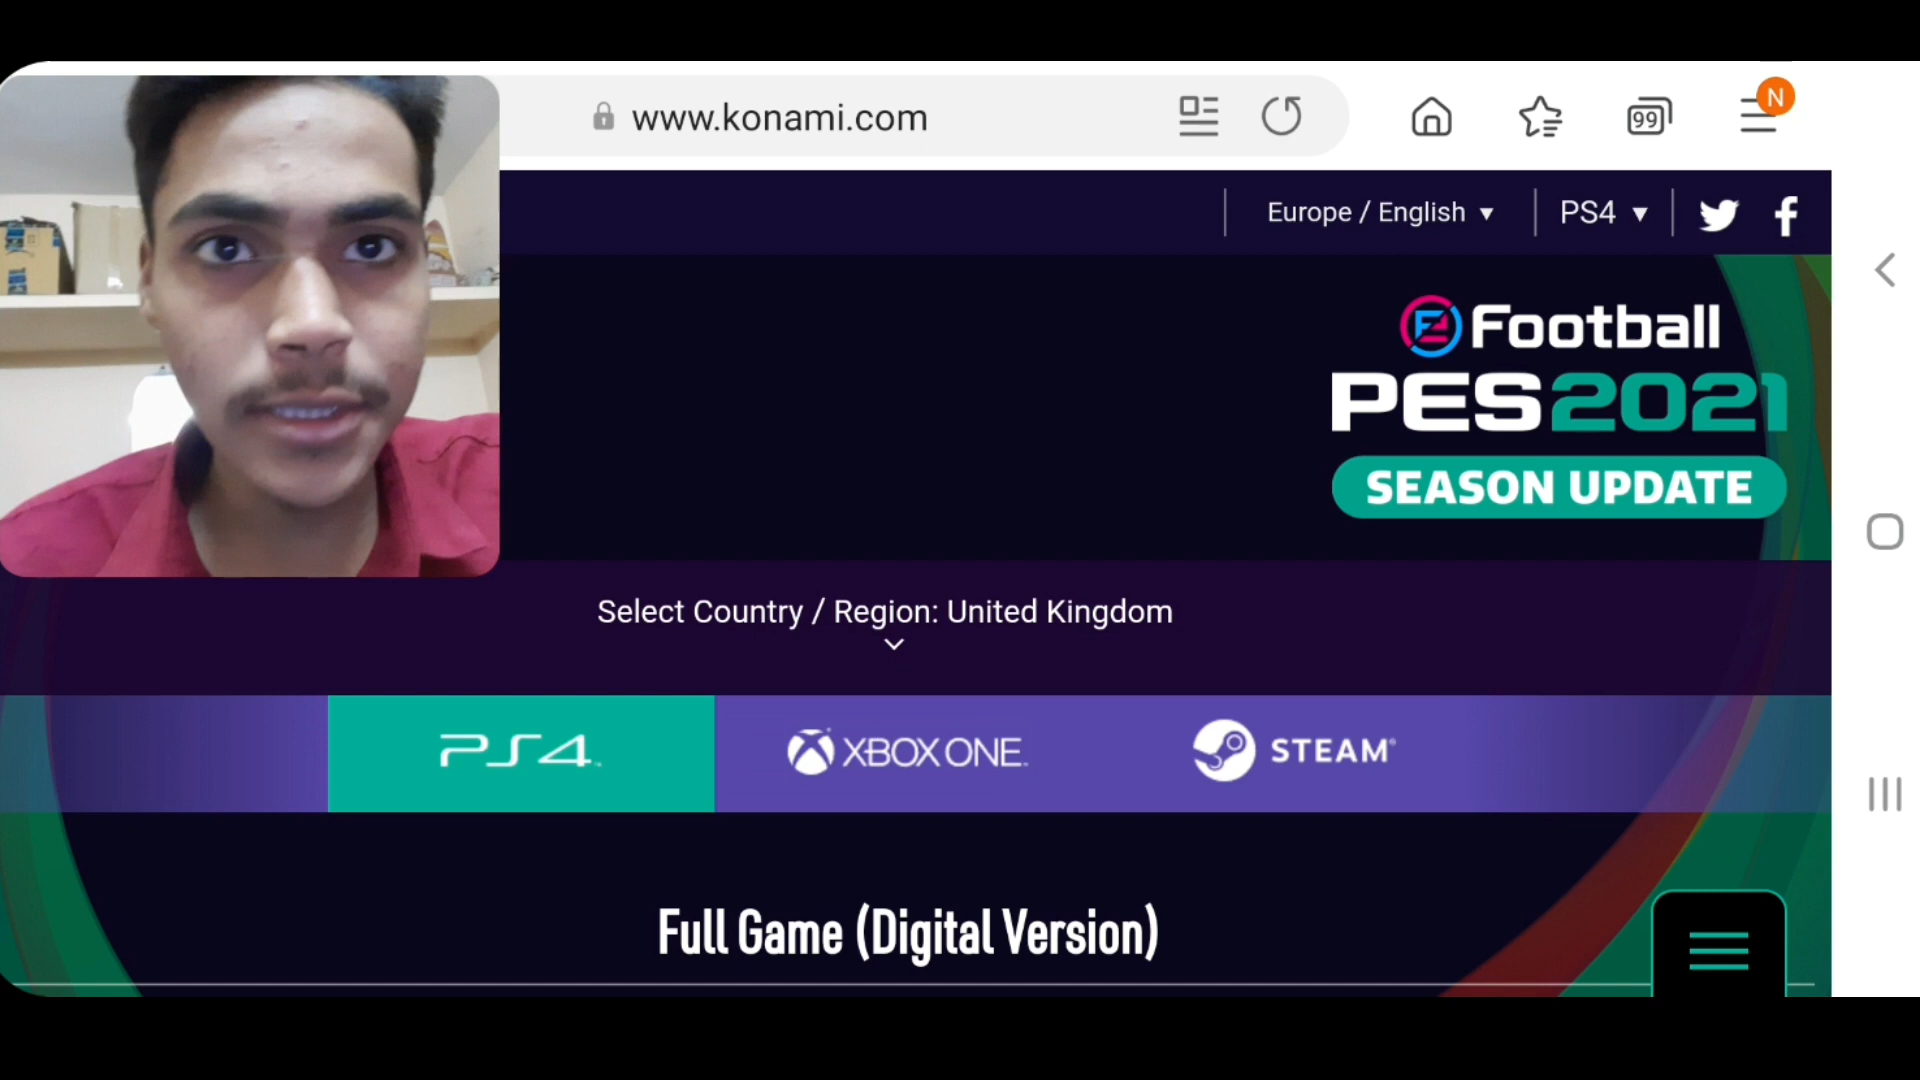 www.konami.com
99
N
Europe / English
PS4
Football
PES2021
SEASON UPDATE
Select Country / Region: United Kingdom
PS4
XBOX ONE
STEAM
Full Game (Digital Version)